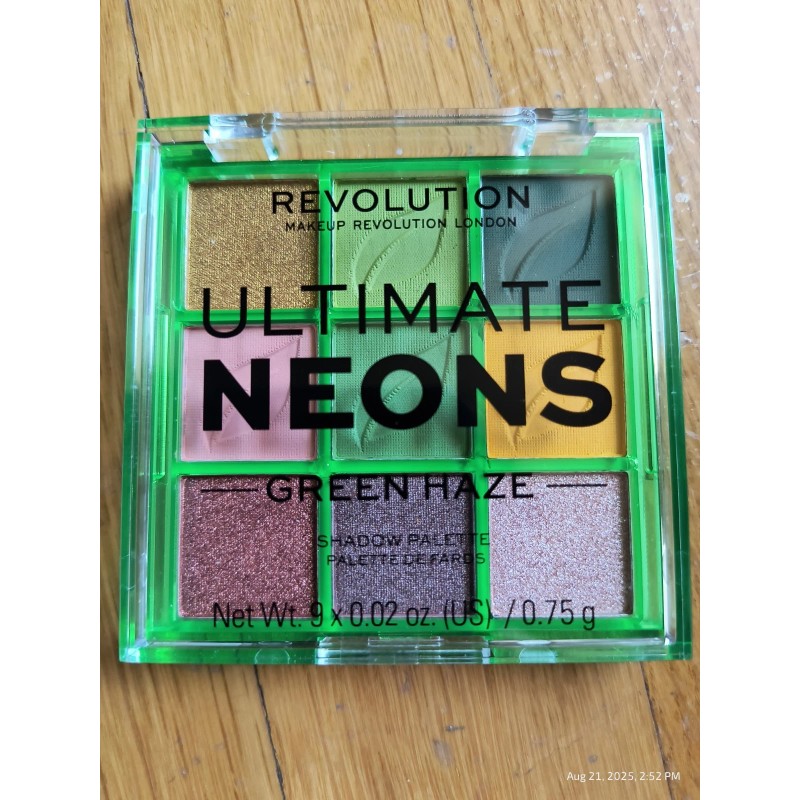 REVOLUTION
MAKEUP REVOLUTION LONDON
ULTIMATE
NEONS
GREEN HAZE
SHADOW PALETTE
PALETTE DE FARDS
Net Wt. 9 x 0.02 oz. (US) / 0.75 g
Aug 21, 2025, 2:52 PM